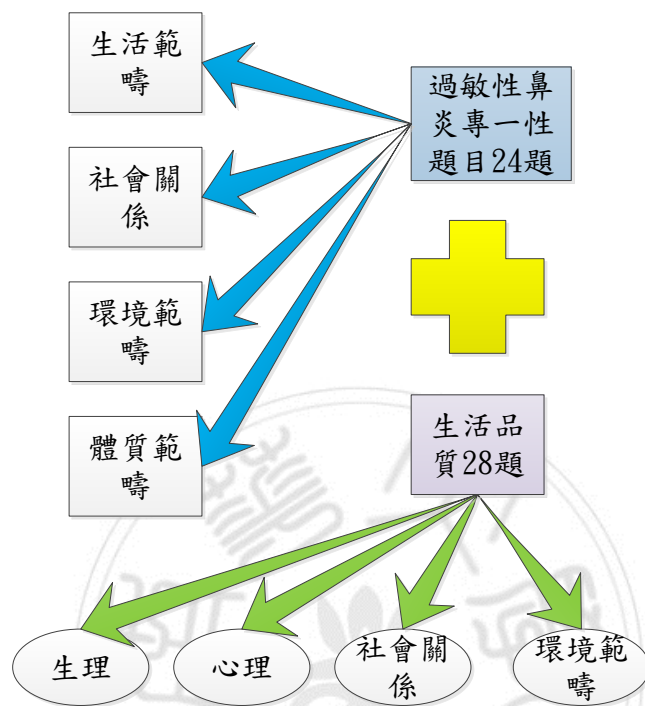 生活範
疇
過敏性鼻
炎專一性
題目24題
社會關
係
環境範
疇
體質範
疇
生活品
質28題
生理
心理
社會關
係
環境範
疇